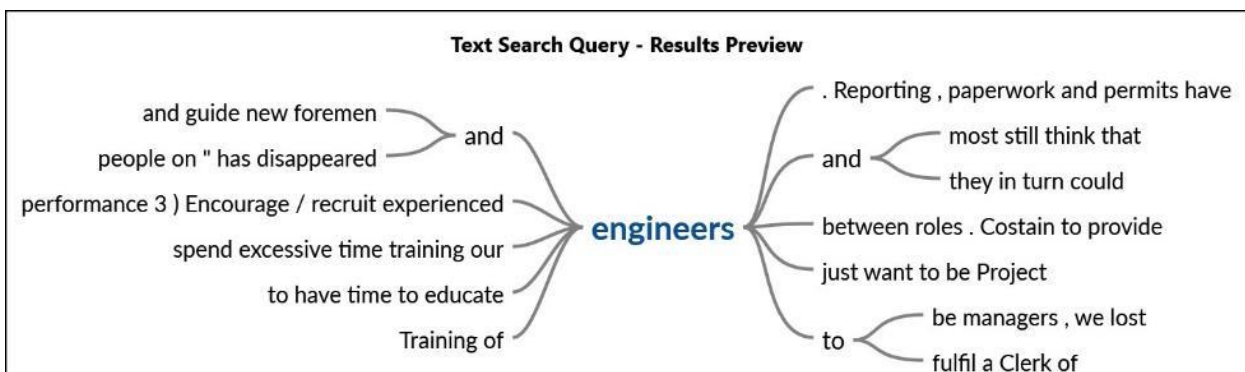 Text Search Query - Results Preview
and guide new foremen
people on " has disappeared
and
performance 3 ) Encourage / recruit experienced
spend excessive time training our
to have time to educate
Training of
engineers
. Reporting , paperwork and permits have
and
most still think that
they in turn could
between roles . Costain to provide
just want to be Project
to
be managers , we lost
fulfil a Clerk of